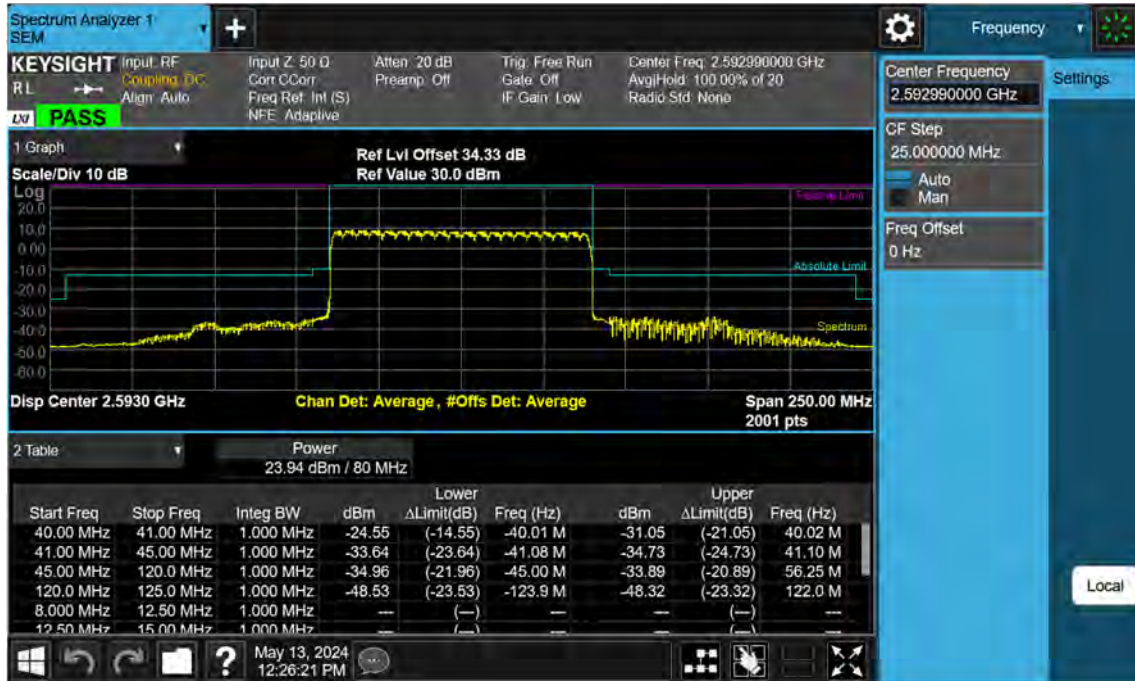 Spectrum Analyzer 1
SEM
+
Frequency
KEYSIGHT
Input: RF
Input Z: 50 Ω
Atten: 20 dB
Trig: Free Run
Center Freq: 2.592990000 GHz
RL
Coupling: DC
Corr CCorr
Preamp: Off
Gate: Off
Avg|Hold: 100.00% of 20
Align: Auto
Freq Ref: Int (S)
IF Gain: Low
Radio Std: None
NFE: Adaptive
LXI
PASS
Center Frequency
2.592990000 GHz
Settings
CF Step
25.000000 MHz
Auto
Man
Freq Offset
0 Hz
1 Graph
Ref Lvl Offset 34.33 dB
Scale/Div 10 dB
Ref Value 30.0 dBm
Log
Relative Limit
20.0
10.0
0.00
-10.0
Absolute Limit
-20.0
-30.0
-40.0
Spectrum
-50.0
-60.0
Disp Center 2.5930 GHz
Chan Det: Average, #Offs Det: Average
Span 250.00 MHz
2001 pts
2 Table
Power
23.94 dBm / 80 MHz
Lower Upper
Start Freq Stop Freq Integ BW dBm ΔLimit(dB) Freq (Hz) dBm ΔLimit(dB) Freq (Hz)
40.00 MHz 41.00 MHz 1.000 MHz -24.55 (-14.55) -40.01 M -31.05 (-21.05) 40.02 M
41.00 MHz 45.00 MHz 1.000 MHz -33.64 (-23.64) -41.08 M -34.73 (-24.73) 41.10 M
45.00 MHz 120.0 MHz 1.000 MHz -34.96 (-21.96) -45.00 M -33.89 (-20.89) 56.25 M
120.0 MHz 125.0 MHz 1.000 MHz -48.53 (-23.53) -123.9 M -48.32 (-23.32) 122.0 M
8.000 MHz 12.50 MHz 1.000 MHz --- (---) --- --- (---) ---
12.50 MHz 15.00 MHz 1.000 MHz --- (---) --- --- (---) ---
Local
?
May 13, 2024
12:26:21 PM